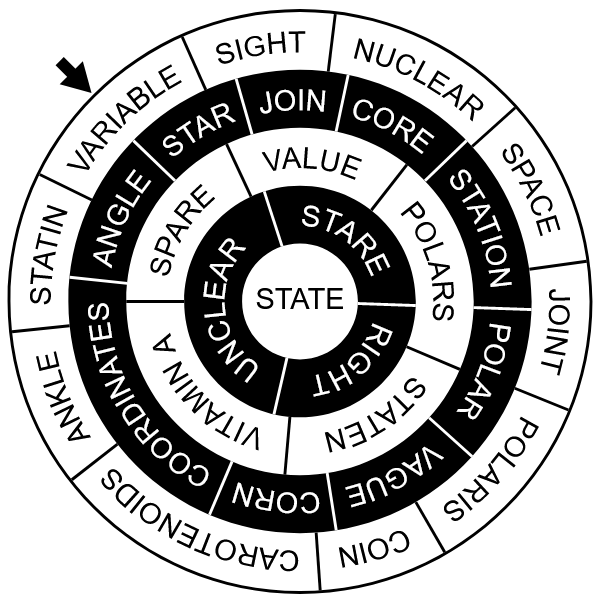 VARIABLE
SIGHT
NUCLEAR
SPACE
JOINT
POLARIS
COIN
CAROTENOIDS
ANKLE
STATIN
STAR
JOIN
CORE
STATION
POLAR
VAGUE
CORN
COORDINATES
ANGLE
SPARE
VALUE
POLARS
STATEN
VITAMIN A
UNCLEAR
STARE
RIGHT
STATE